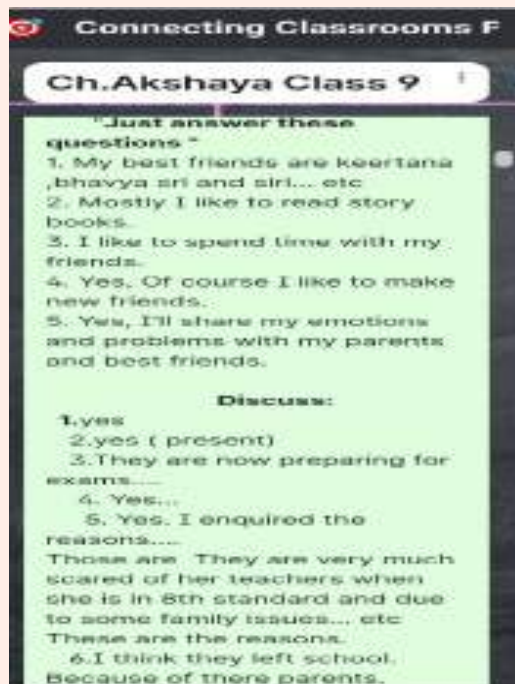 Connecting Classrooms F
Ch.Akshaya Class 9
"Just answer these
questions "
1. My best friends are keertana
,bhavya sri and siri... etc
2. Mostly I like to read story
books.
3. I like to spend time with my
friends.
4. Yes, Of course I like to make
new friends.
5. Yes, I'll share my emotions
and problems with my parents
and best friends.
Discuss:
1.yes
2.yes ( present)
3.They are now preparing for
exams....
4. Yes...
5. Yes. I enquired the
reasons....
Those are They are very much
scared of her teachers when
she is in 8th standard and due
to some family issues... etc
These are the reasons.
6.I think they left school.
Because of there parents.